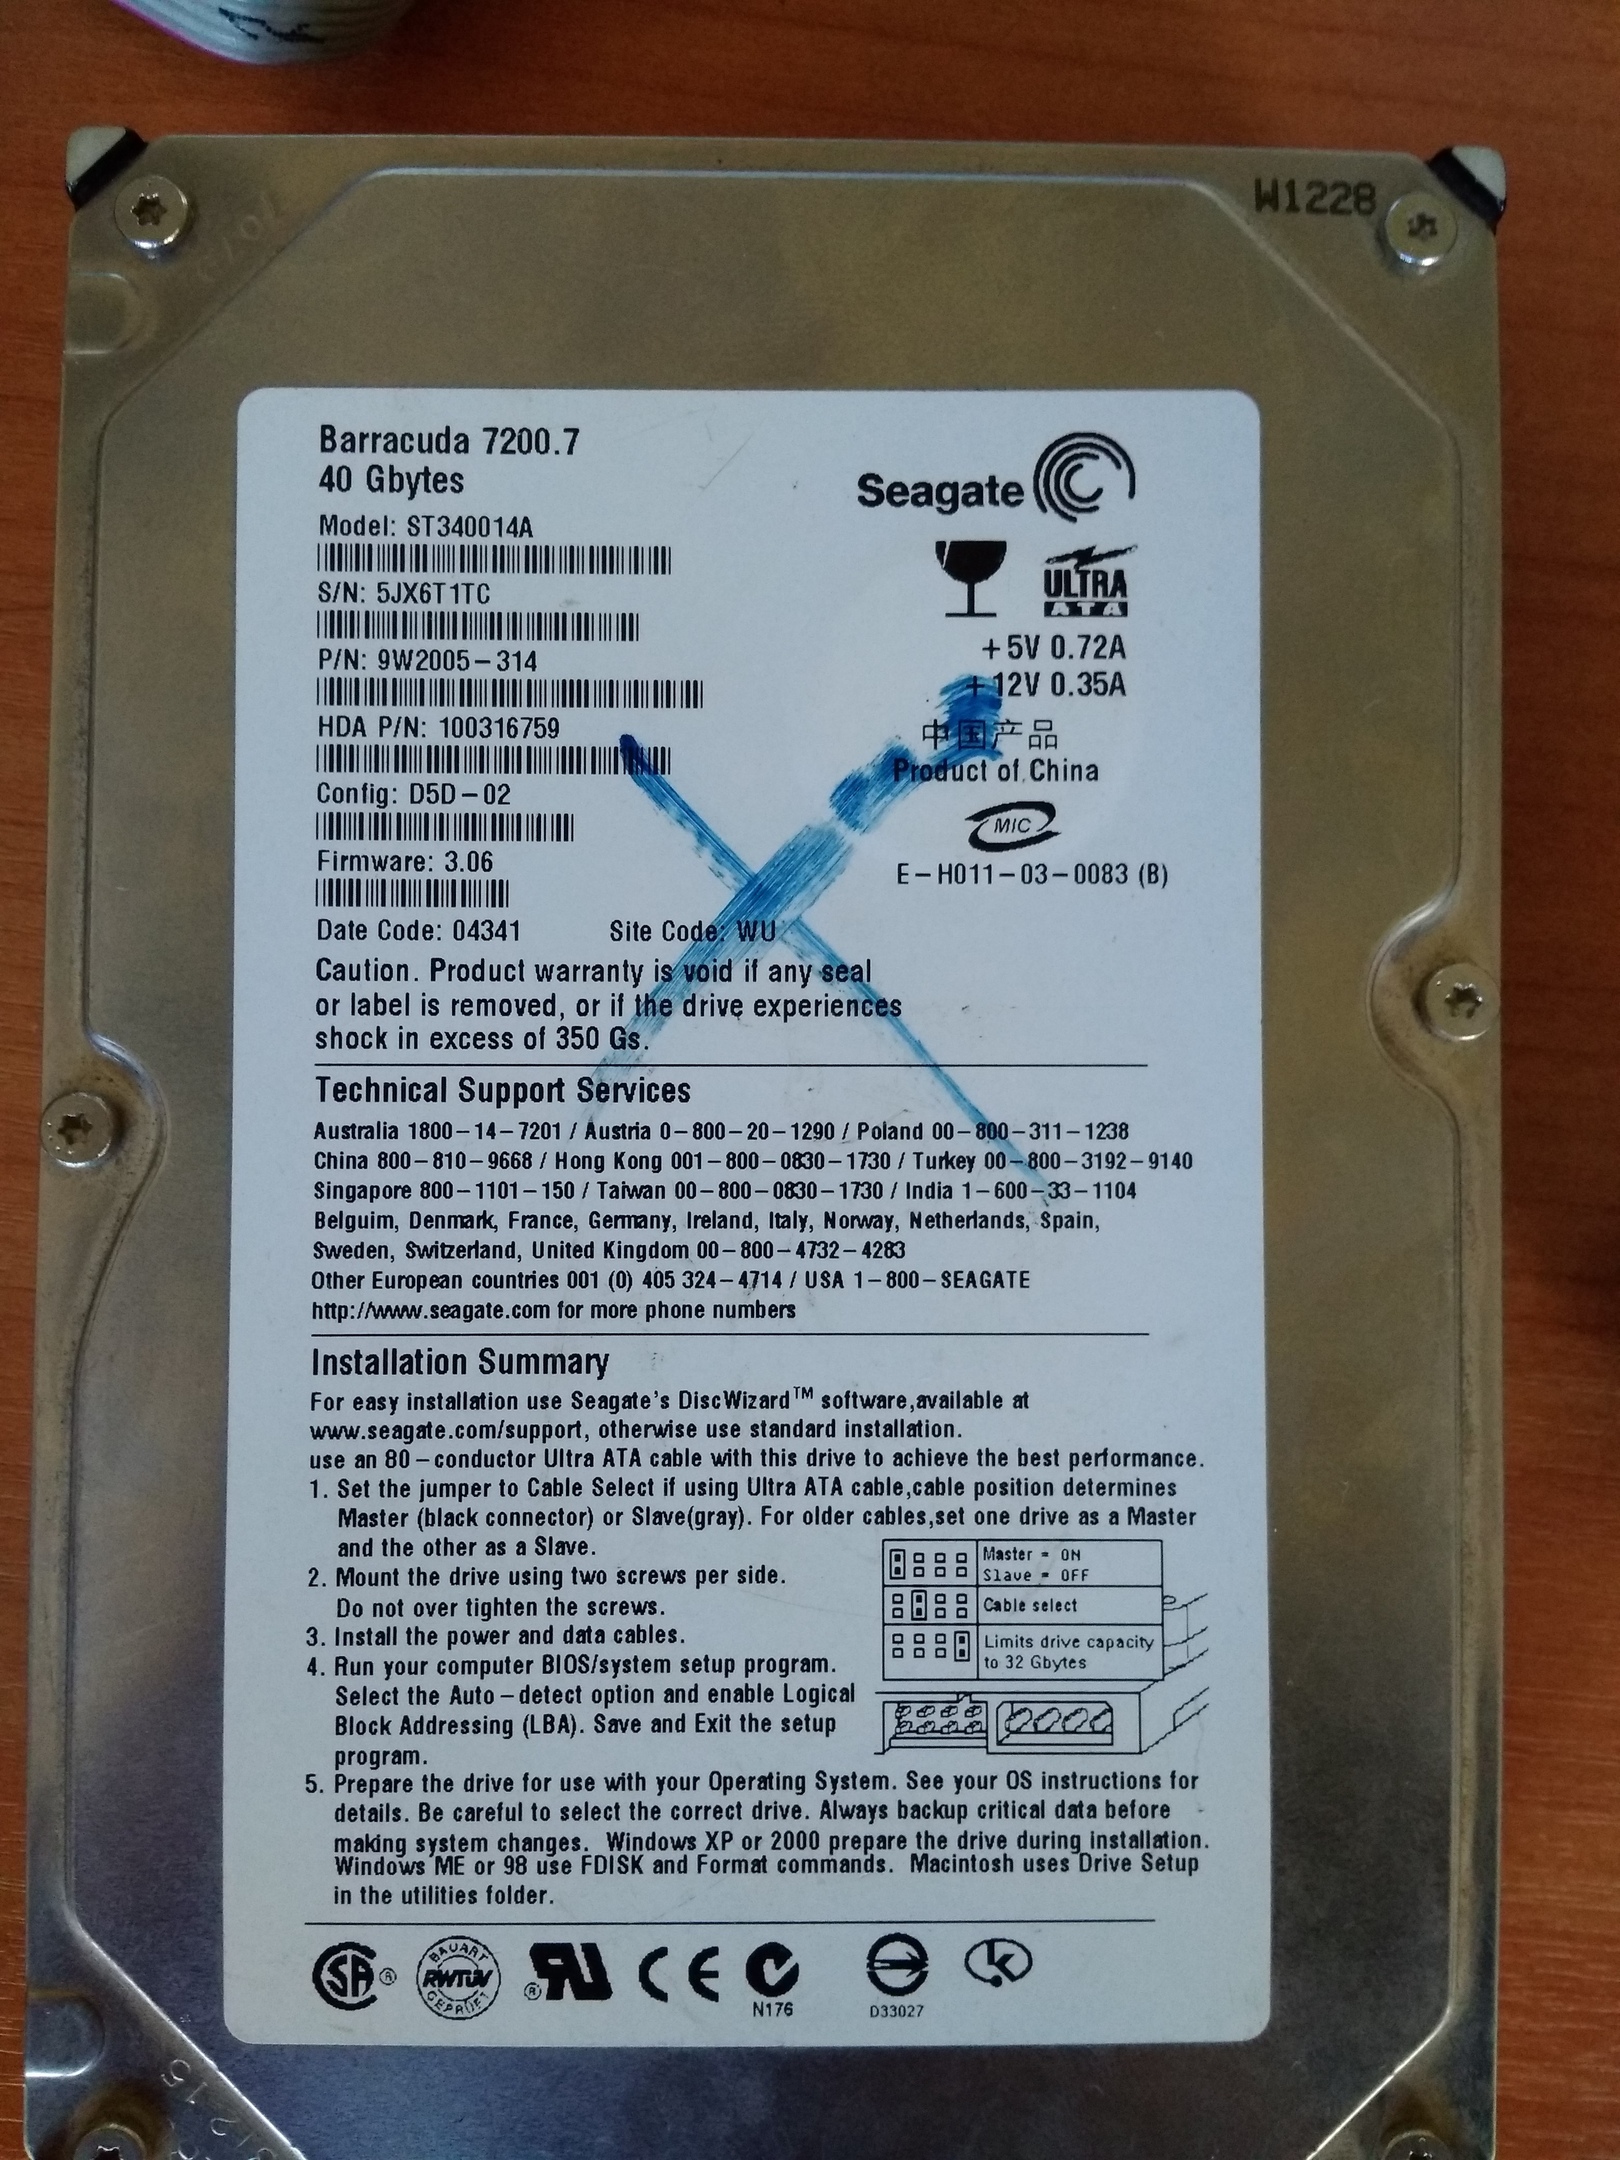 W1228
Barracuda 7200.7
40 Gbytes
Seagate
Model: ST340014A
S/N: 5JX6T1TC
ULTRA
ATA
P/N: 9W2005-314
+5V 0.72A
+12V 0.35A
HDA P/N: 100316759
中国产品
Product of China
Config: D5D-02
MIC
Firmware: 3.06
E-H011-03-0083 (B)
Date Code: 04341 Site Code: WU
Caution. Product warranty is void if any seal
or label is removed, or if the drive experiences
shock in excess of 350 Gs.
Technical Support Services
Australia 1800-14-7201 / Austria 0-800-20-1290 / Poland 00-800-311-1238
China 800-810-9668 / Hong Kong 001-800-0830-1730 / Turkey 00-800-3192-9140
Singapore 800-1101-150 / Taiwan 00-800-0830-1730 / India 1-600-33-1104
Belguim, Denmark, France, Germany, Ireland, Italy, Norway, Netherlands, Spain,
Sweden, Switzerland, United Kingdom 00-800-4732-4283
Other European countries 001 (0) 405 324-4714 / USA 1-800-SEAGATE
http://www.seagate.com for more phone numbers
Installation Summary
For easy installation use Seagate's DiscWizard™ software,available at
www.seagate.com/support, otherwise use standard installation.
use an 80-conductor Ultra ATA cable with this drive to achieve the best performance.
1. Set the jumper to Cable Select if using Ultra ATA cable,cable position determines
Master (black connector) or Slave(gray). For older cables,set one drive as a Master
and the other as a Slave.
2. Mount the drive using two screws per side.
Do not over tighten the screws.
3. Install the power and data cables.
4. Run your computer BIOS/system setup program.
Select the Auto-detect option and enable Logical
Block Addressing (LBA). Save and Exit the setup
program.
Master = ON
Slave = OFF
Cable select
Limits drive capacity
to 32 Gbytes
5. Prepare the drive for use with your Operating System. See your OS instructions for
details. Be careful to select the correct drive. Always backup critical data before
making system changes. Windows XP or 2000 prepare the drive during installation.
Windows ME or 98 use FDISK and Format commands. Macintosh uses Drive Setup
in the utilities folder.
SA ®
BAUART
RWTÜV
GEPRÜFT
® RU
CE
N176
D33027